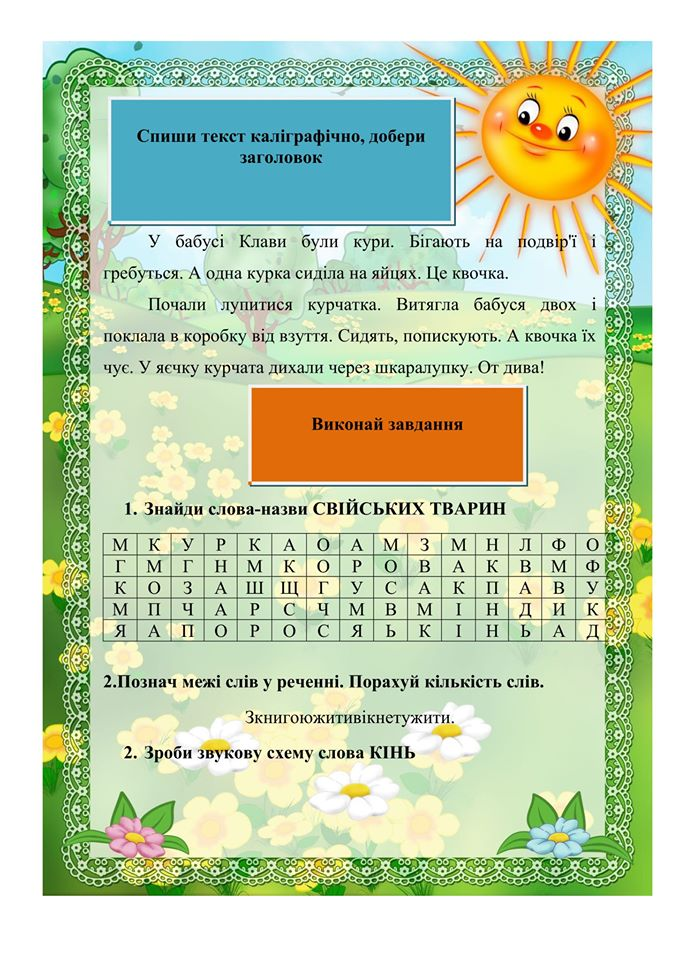 Спиши текст каліграфічно, добери
заголовок
У бабусі Клави були кури. Бігають на подвір'ї і
гребуться. А одна курка сиділа на яйцях. Це квочка.
Почали лупитися курчатка. Витягла бабуся двох і
поклала в коробку від взуття. Сидять, попискують. А квочка їх
чує. У яєчку курчата дихали через шкаралупку. От дива!
Виконай завдання
1. Знайди слова-назви СВІЙСЬКИХ ТВАРИН
М К У Р К А О А М З М Н Л Ф О
Г М Г Н М К О Р О В А К В М Ф
К О З А Ш Щ Г У С А К П А В У
М П Ч А Р С Ч М В М І Н Д И К
Я А П О Р О С Я Ь К І Н Ь А Д
2.Познач межі слів у реченні. Порахуй кількість слів.
Зкнигоюжитивікнетужити.
2. Зроби звукову схему слова КІНЬ